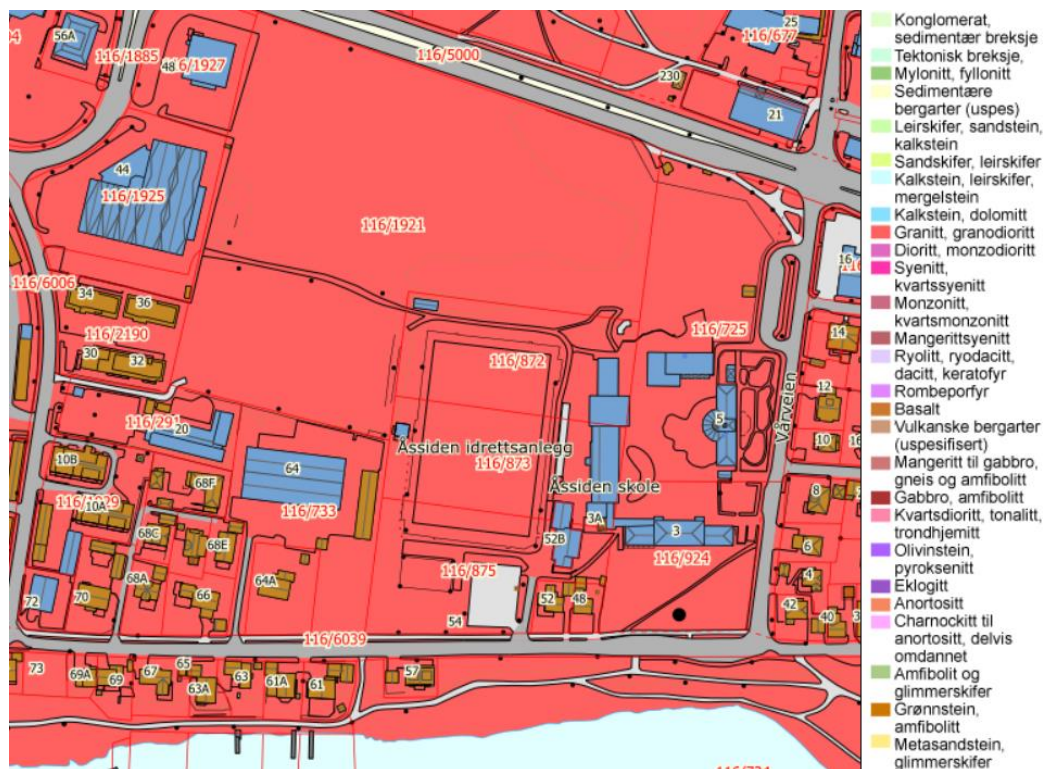 56A
116/1885
48
116/1927
116/5000
25
116/677
230
21
44
116/1925
116/1921
16
116/6006
34
36
116/2190
30
32
14
116/725
116/872
12
Vårveien
116/291
20
5
10
16
Åssiden idrettsanlegg
116/873
10B
64
68F
Åssiden skole
8
10A
116/733
3A
3
68C
68E
52B
6
116/924
68A
64A
116/875
4
72
70
66
52
48
42
40
54
116/6039
73
69A
69
67
65
63A
63
61A
61
57
Konglomerat,
sedimentær breksje
Tektonisk breksje,
Mylonitt, fyllonitt
Sedimentære
bergarter (uspes)
Leirskifer, sandstein,
kalkstein
Sandskifer, leirskifer
Kalkstein, leirskifer,
mergelstein
Kalkstein, dolomitt
Granitt, granodioritt
Dioritt, monzodioritt
Syenitt,
kvartssyenitt
Monzonitt,
kvartsmonzonitt
Mangerittsyenitt
Ryolitt, ryodacitt,
dacitt, keratofyr
Rombeporfyr
Basalt
Vulkanske bergarter
(uspesifisert)
Mangeritt til gabbro,
gneis og amfibolitt
Gabbro, amfibolitt
Kvartsdioritt, tonalitt,
trondhjemitt
Olivinstein,
pyroksenitt
Eklogitt
Anortositt
Charnockitt til
anortositt, delvis
omdannet
Amfibolit og
glimmerskifer
Grønnstein,
amfibolitt
Metasandstein,
glimmerskifer